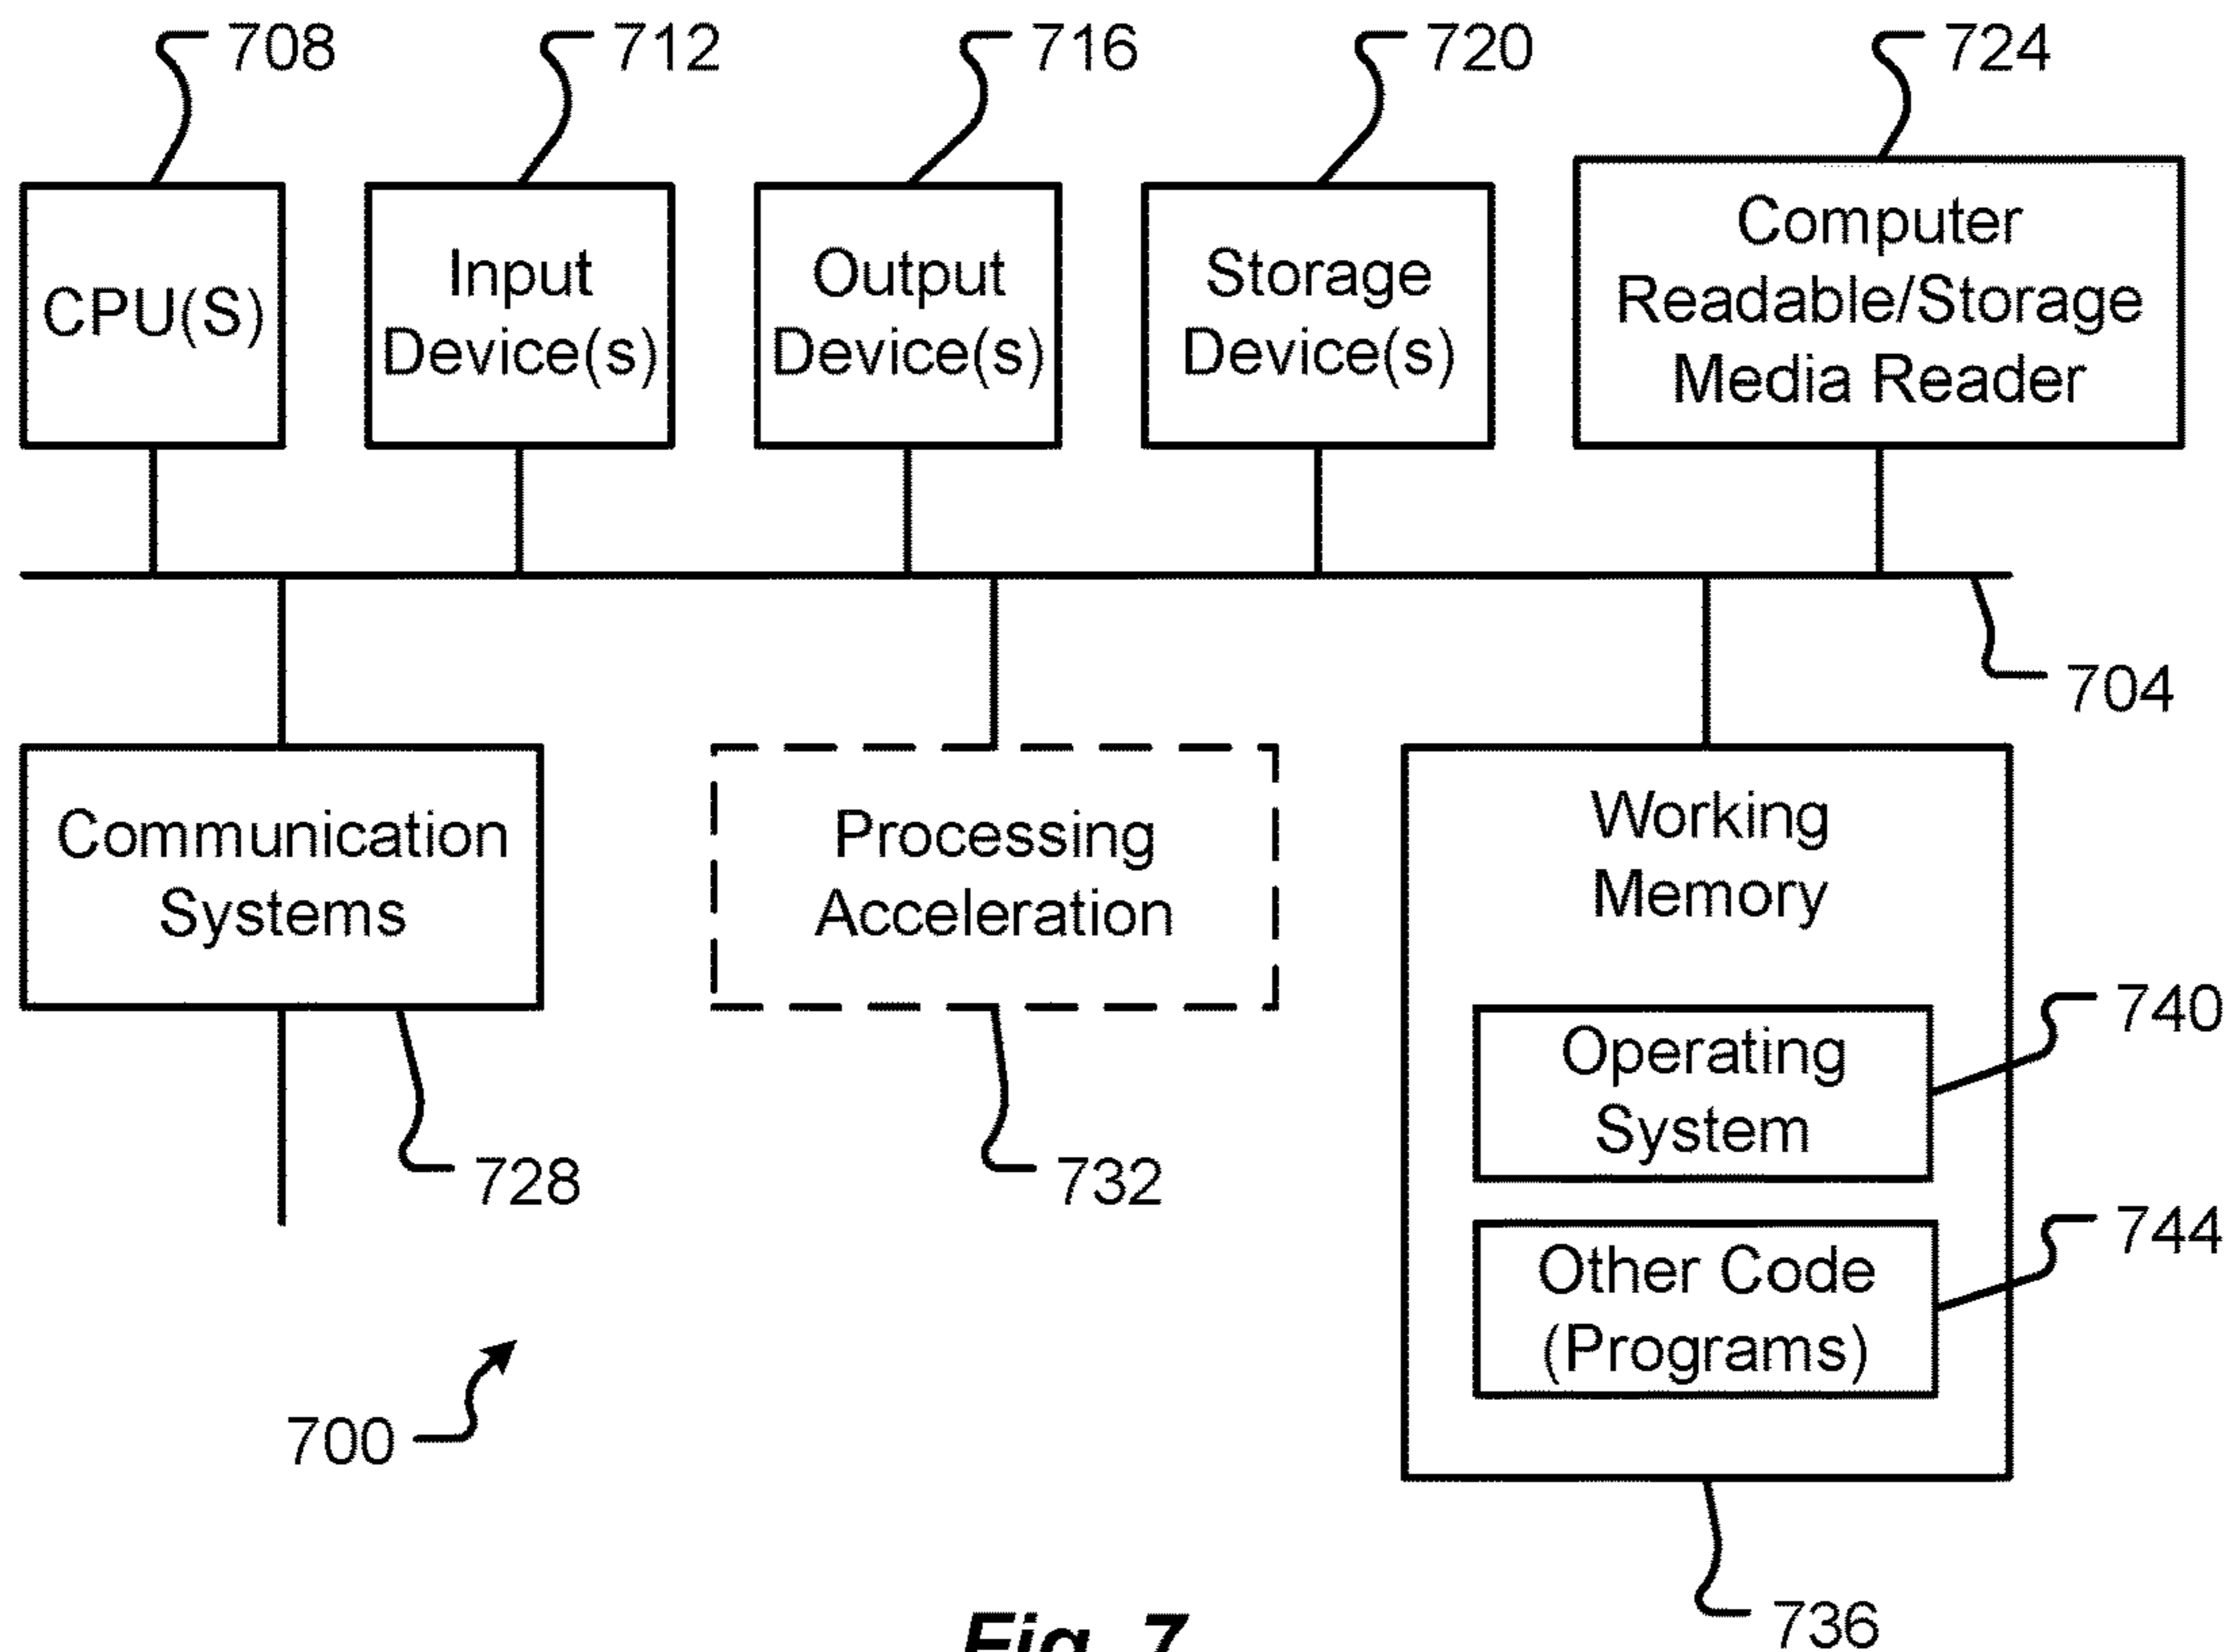 708
712
716
720
724
CPU(S)
Input
Device(s)
Output
Device(s)
Storage
Device(s)
Computer
Readable/Storage
Media Reader
704
Communication
Systems
Processing
Acceleration
Working
Memory
Operating
System
740
728
732
Other Code
(Programs)
744
700
736
Fig. 7